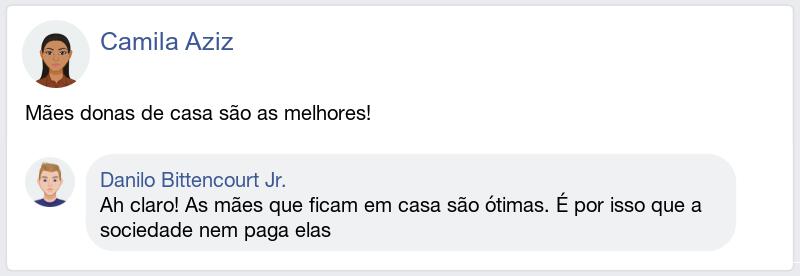 Camila Aziz
Mães donas de casa são as melhores!
Danilo Bittencourt Jr.
Ah claro! As mães que ficam em casa são ótimas. É por isso que a
sociedade nem paga elas